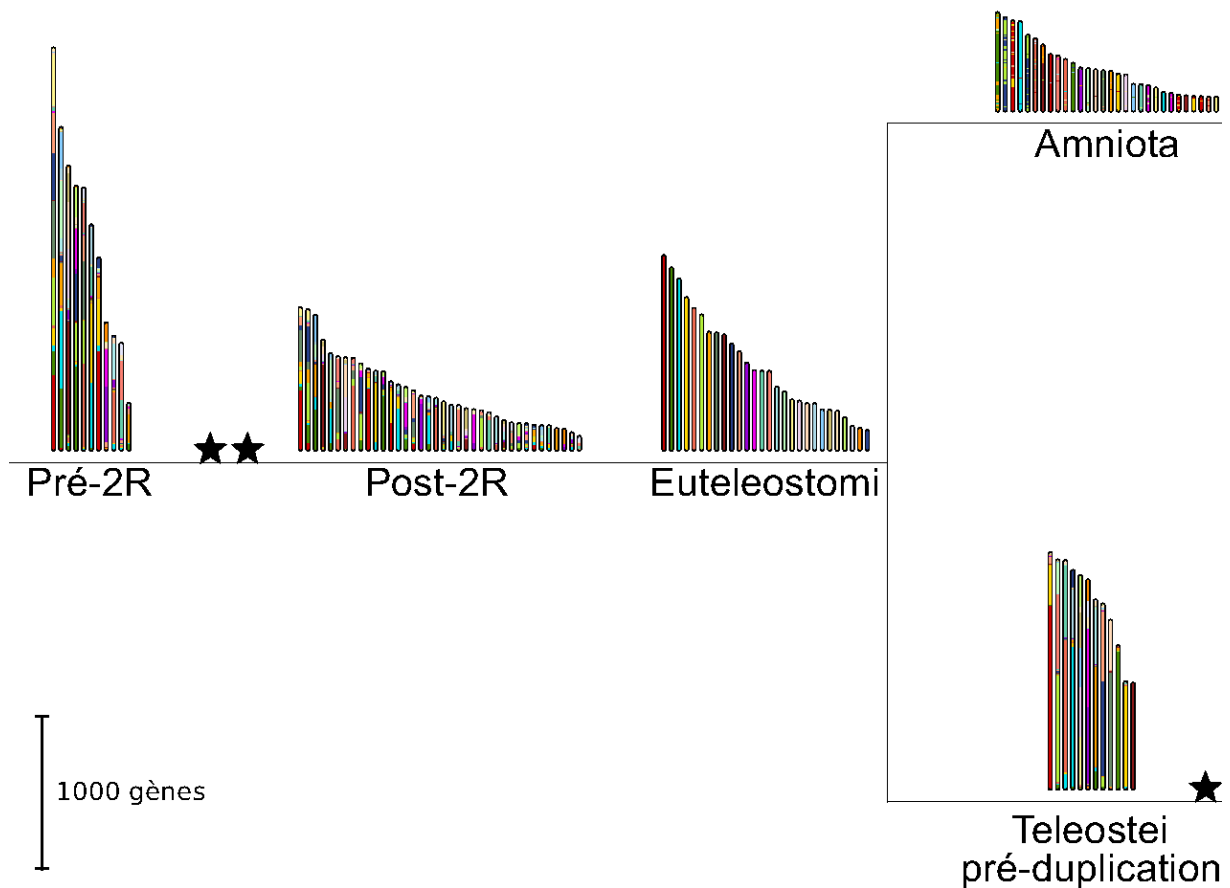 Amniota
Pré-2R
Post-2R
Euteleostomi
1000 gènes
Teleostei
pré-duplication